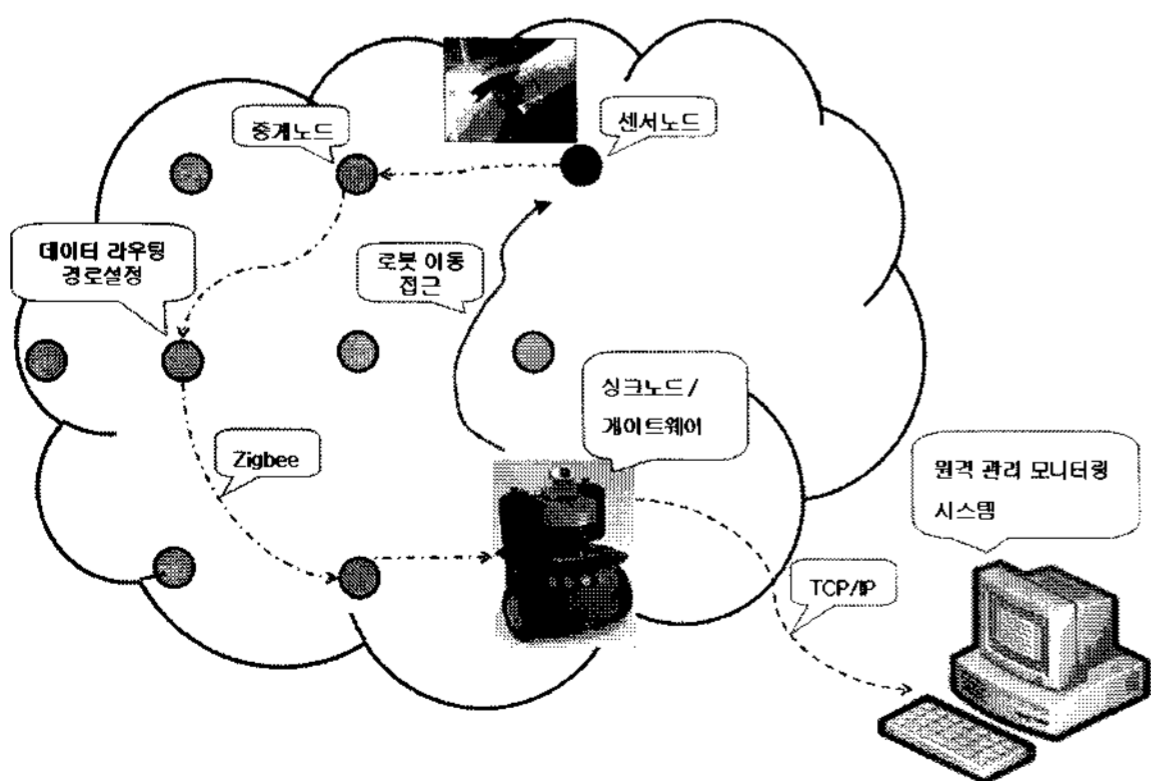 중계노드
센서노드
데이터 라우팅
경로설정
로봇 이동
접근
싱크노드/
게이트웨이
Zigbee
원격 관리 모니터링
시스템
TCP/IP